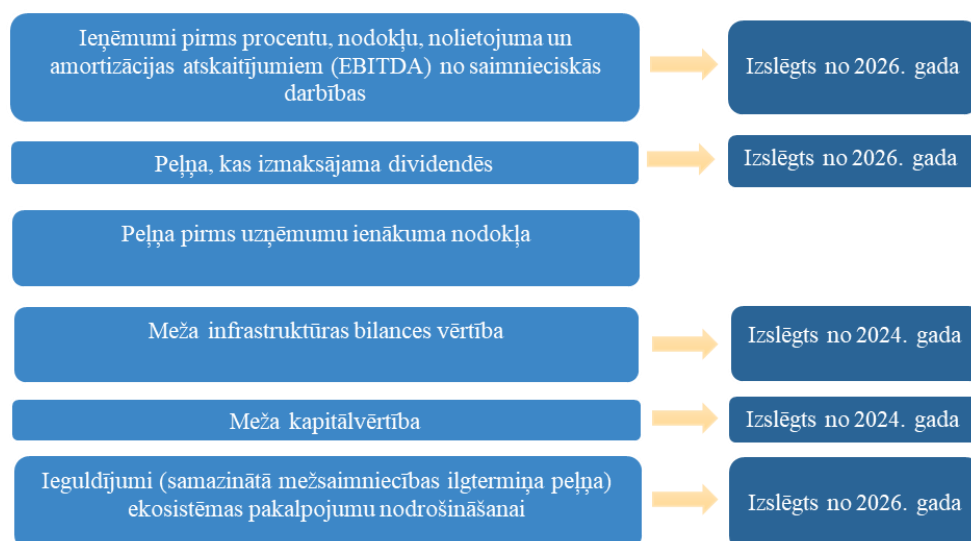 Ieņēmumi pirms procentu, nodokļu, nolietojuma un
amortizācijas atskaitījumiem (EBITDA) no saimnieciskās
darbības
Izslēgts no 2026. gada
Peļņa, kas izmaksājama dividendēs
Izslēgts no 2026. gada
Peļņa pirms uzņēmumu ienākuma nodokļa
Meža infrastruktūras bilances vērtība
Izslēgts no 2024. gada
Meža kapitālvērtība
Izslēgts no 2024. gada
Ieguldījumi (samazinātā mežsaimniecības ilgtermiņa peļņa)
ekosistēmas pakalpojumu nodrošināšanai
Izslēgts no 2026. gada